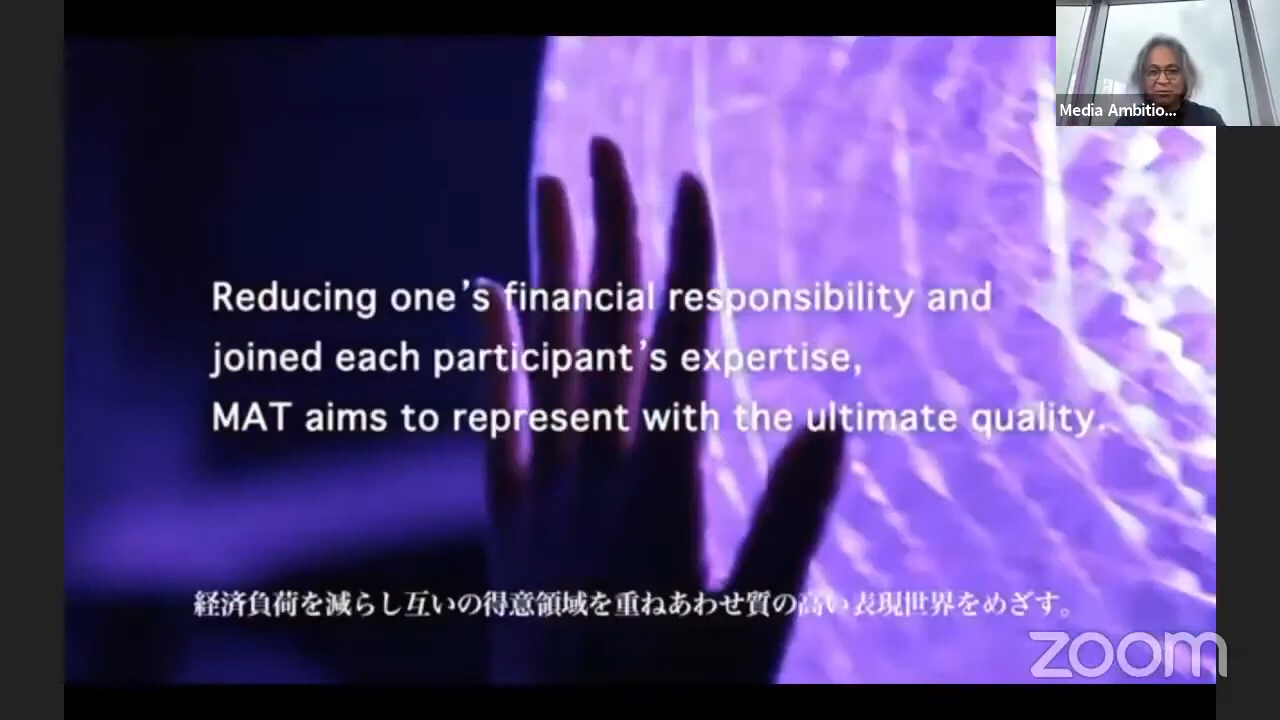 Media Ambitio...
Reducing one's financial responsibility and
joined each participant's expertise,
MAT aims to represent with the ultimate quality.
経済負荷を減らし互いの得意領域を重ねあわせ質の高い表現世界をめざす。
zoom